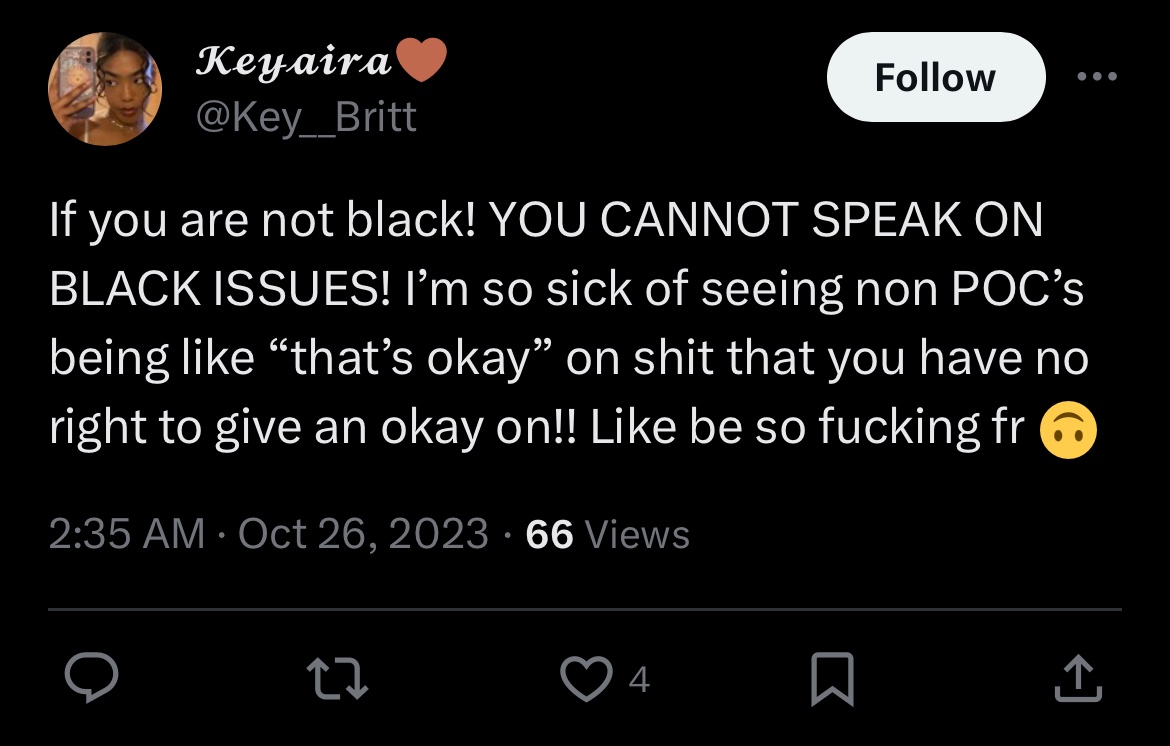 𝓚𝓮𝔂𝓪𝓲𝓻𝓪🤎
@Key__Britt
Follow
If you are not black! YOU CANNOT SPEAK ON
BLACK ISSUES! I’m so sick of seeing non POC’s
being like “that’s okay” on shit that you have no
right to give an okay on!! Like be so fucking fr 🙃
2:35 AM · Oct 26, 2023 · 66 Views
4